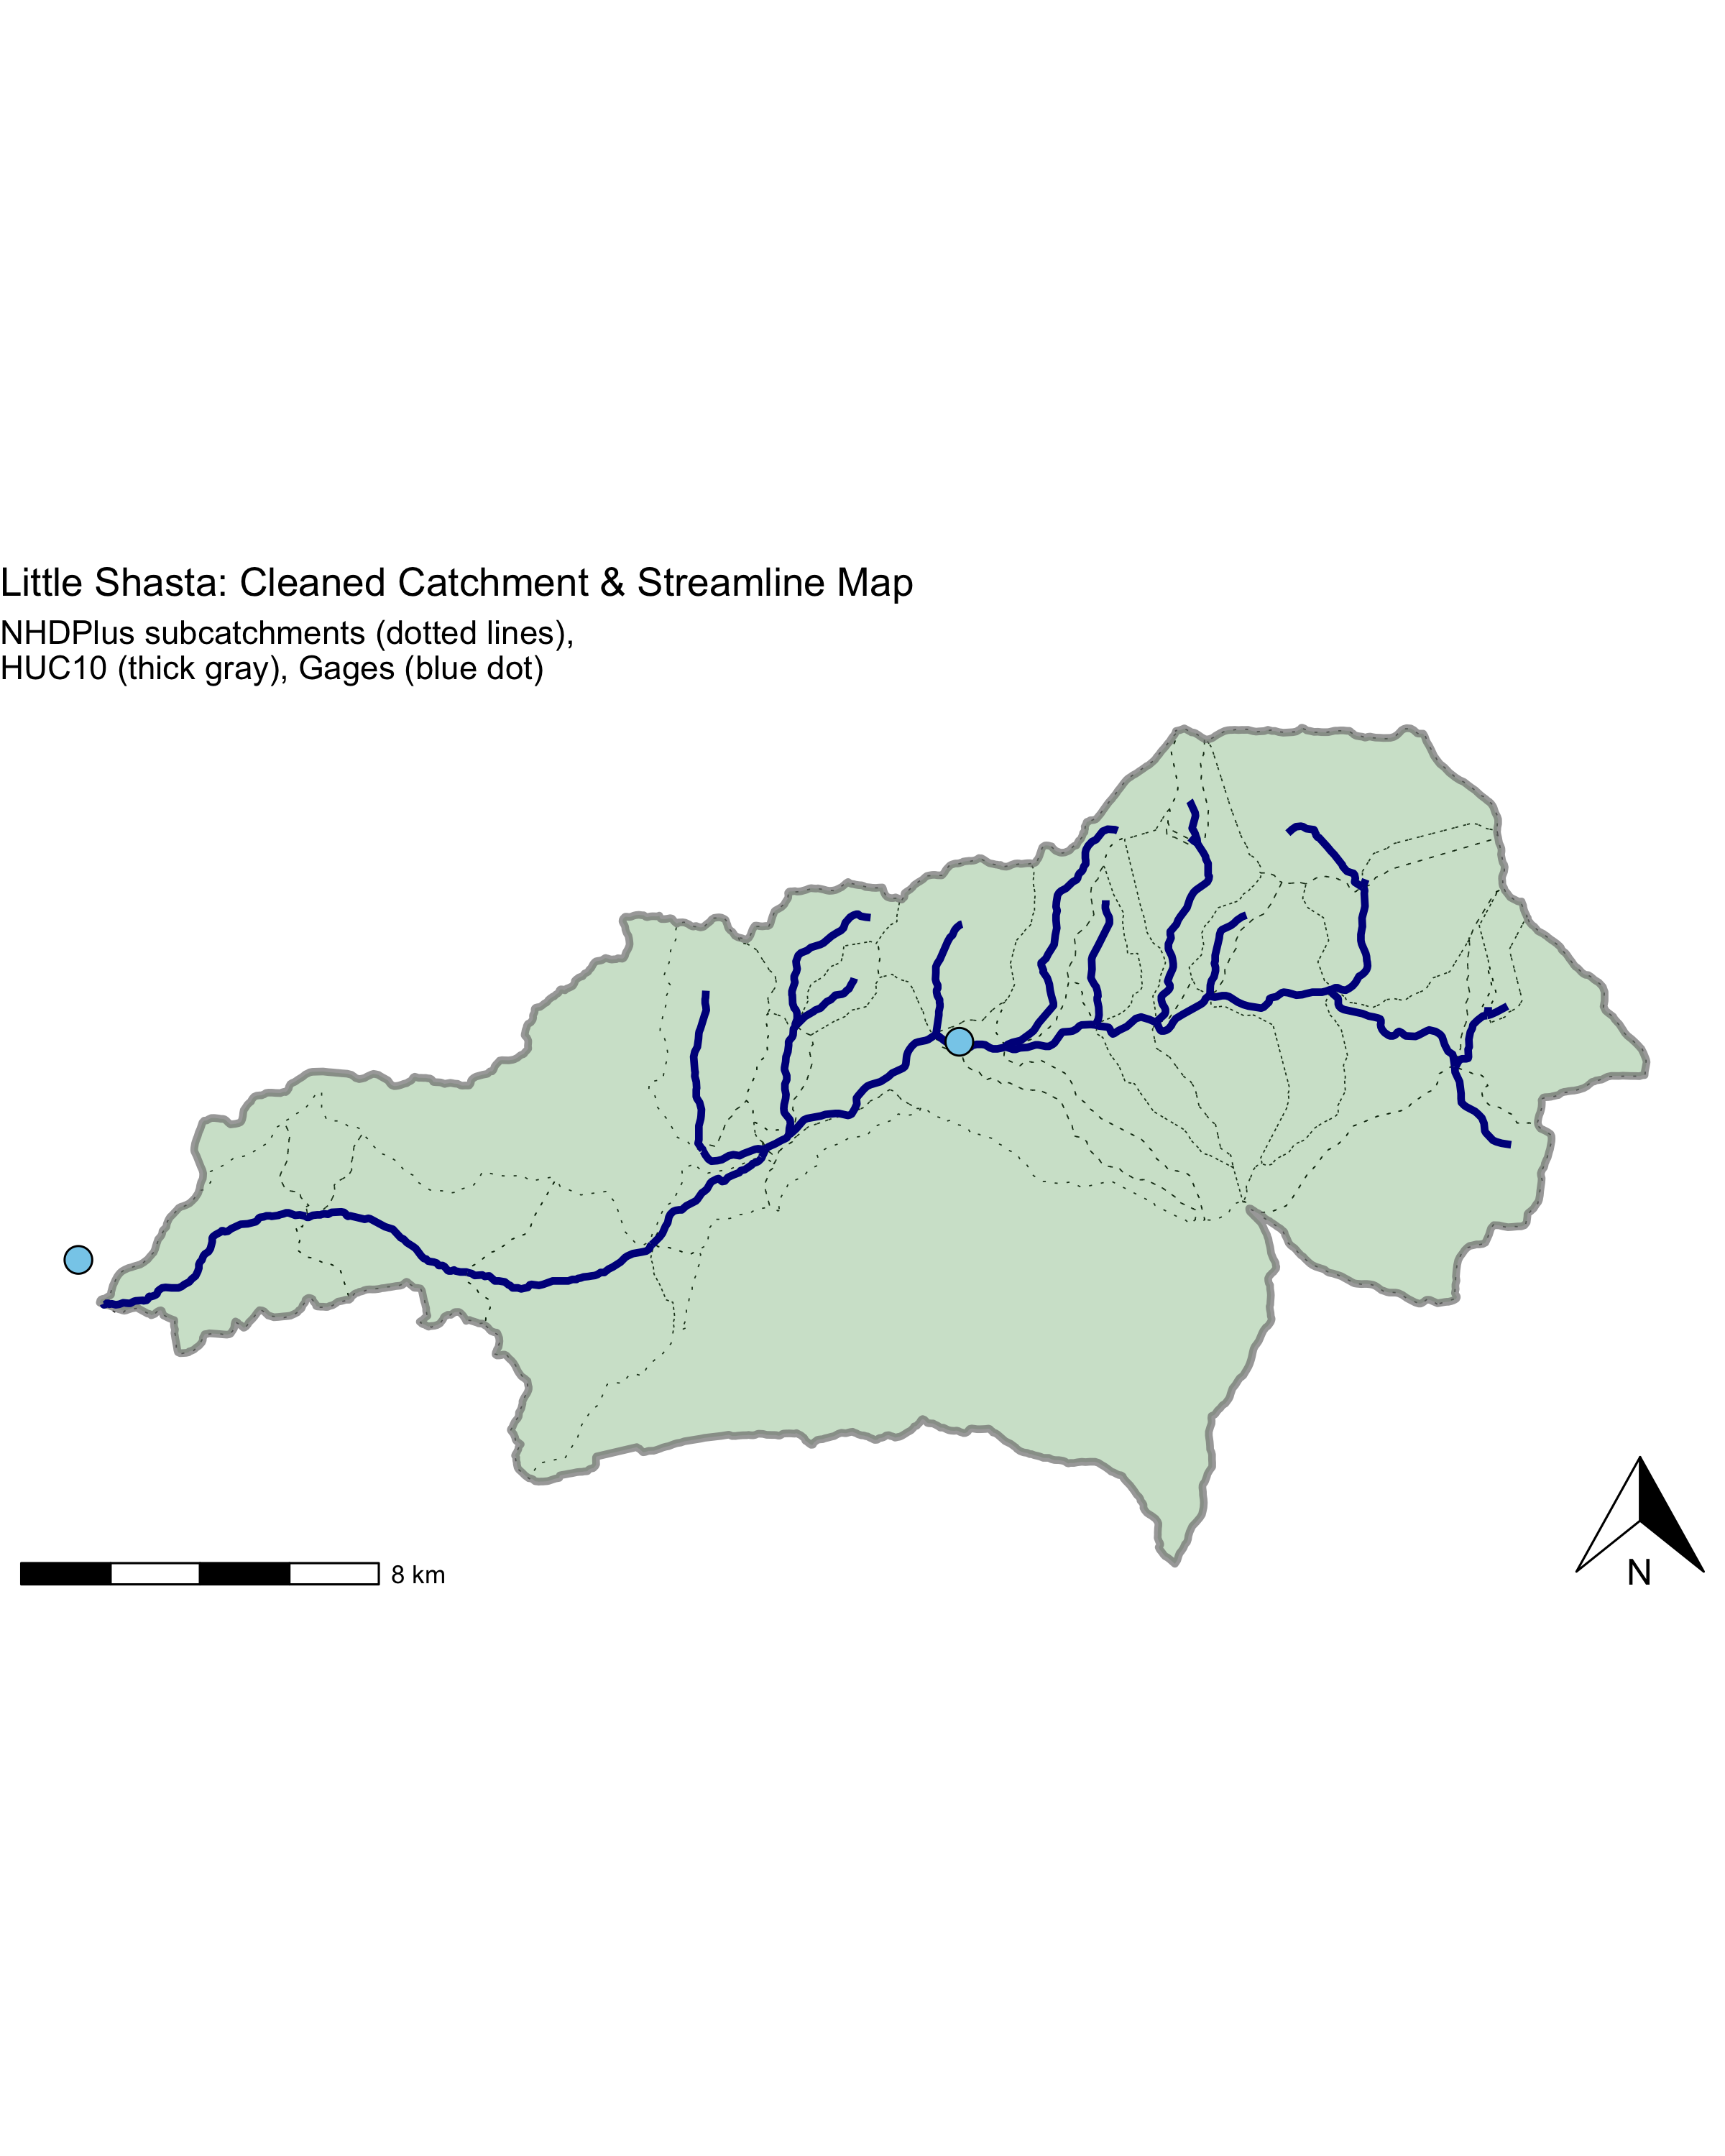 Little Shasta: Cleaned Catchment & Streamline Map
NHDPlus subcatchments (dotted lines),
HUC10 (thick gray), Gages (blue dot)
8 km
N